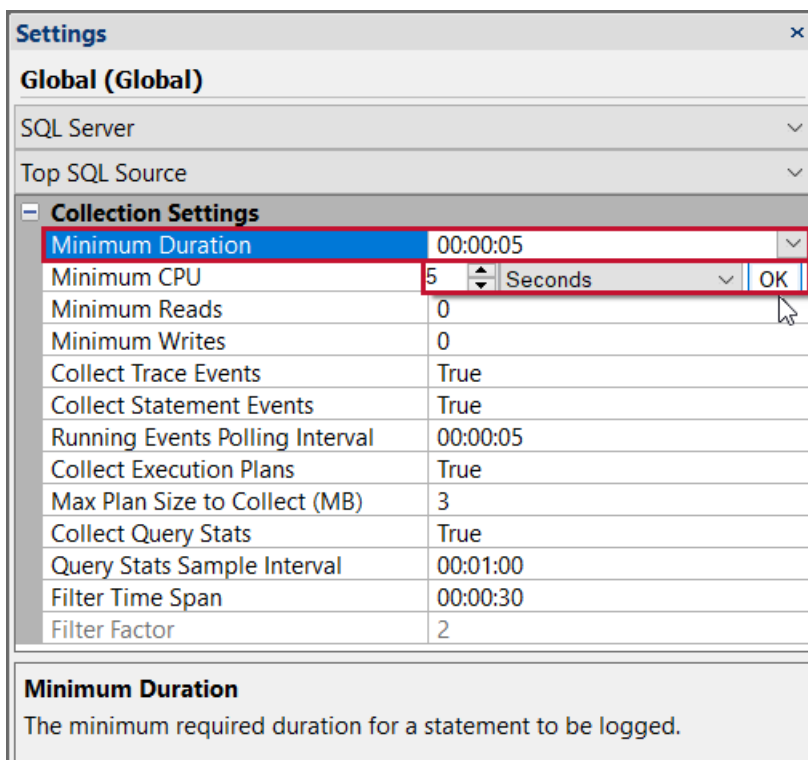 Settings
Global (Global)
SQL Server
Top SQL Source
Collection Settings
Minimum Duration 00:00:05
Minimum CPU 5 Seconds OK
Minimum Reads 0
Minimum Writes 0
Collect Trace Events True
Collect Statement Events True
Running Events Polling Interval 00:00:05
Collect Execution Plans True
Max Plan Size to Collect (MB) 3
Collect Query Stats True
Query Stats Sample Interval 00:01:00
Filter Time Span 00:00:30
Filter Factor 2
Minimum Duration
The minimum required duration for a statement to be logged.